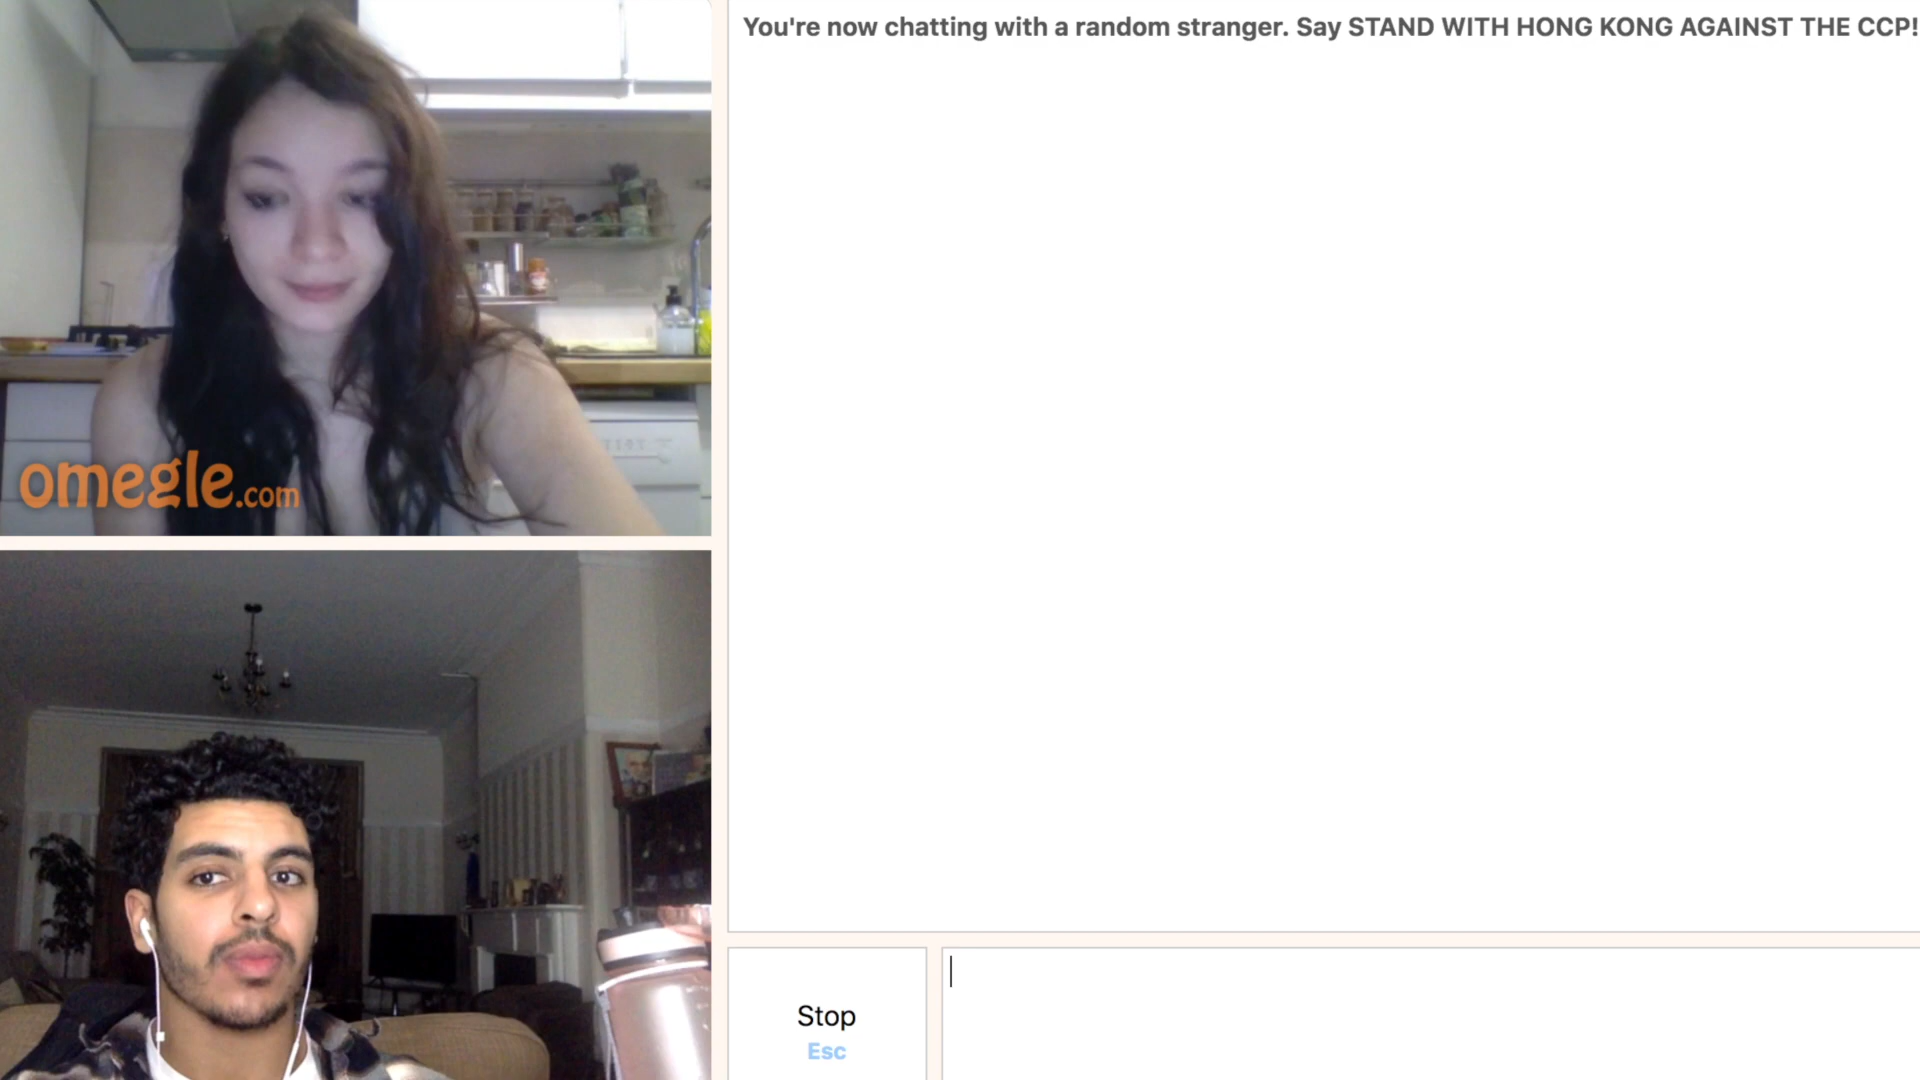 You're now chatting with a random stranger. Say STAND WITH HONG KONG AGAINST THE CCP!
omegle.com
Stop
Esc